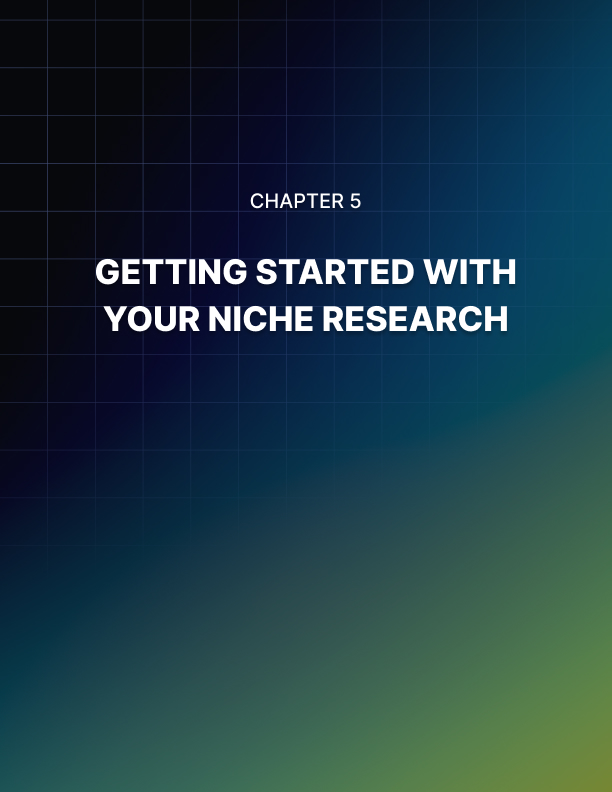 CHAPTER 5
GETTING STARTED WITH
YOUR NICHE RESEARCH